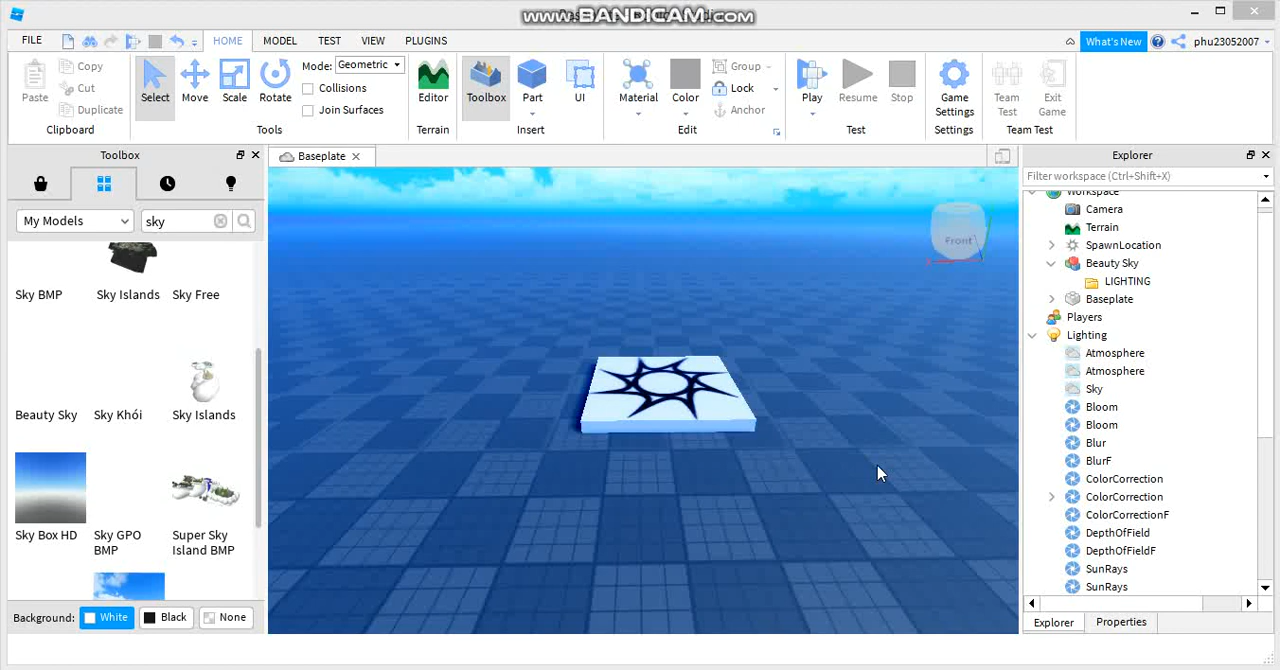 www.BANDICAM.com
FILE HOME MODEL TEST VIEW PLUGINS What's New phu23052007
Paste Copy Cut Duplicate Clipboard
Select Move Scale Rotate Mode: Geometric Collisions Join Surfaces Tools
Editor Terrain
Toolbox Part UI Insert
Material Color Group Lock Anchor Edit
Play Resume Stop Test
Game Settings Settings
Team Test Exit Game Team Test
Toolbox
My Models sky
Sky BMP Sky Islands Sky Free
Beauty Sky Sky Khói Sky Islands
Sky Box HD Sky GPO BMP Super Sky Island BMP
Background: White Black None
Baseplate
Front
Explorer
Filter workspace (Ctrl+Shift+X)
Workspace
Camera
Terrain
SpawnLocation
Beauty Sky
LIGHTING
Baseplate
Players
Lighting
Atmosphere
Atmosphere
Sky
Bloom
Bloom
Blur
BlurF
ColorCorrection
ColorCorrection
ColorCorrectionF
DepthOfField
DepthOfFieldF
SunRays
SunRays
Explorer Properties